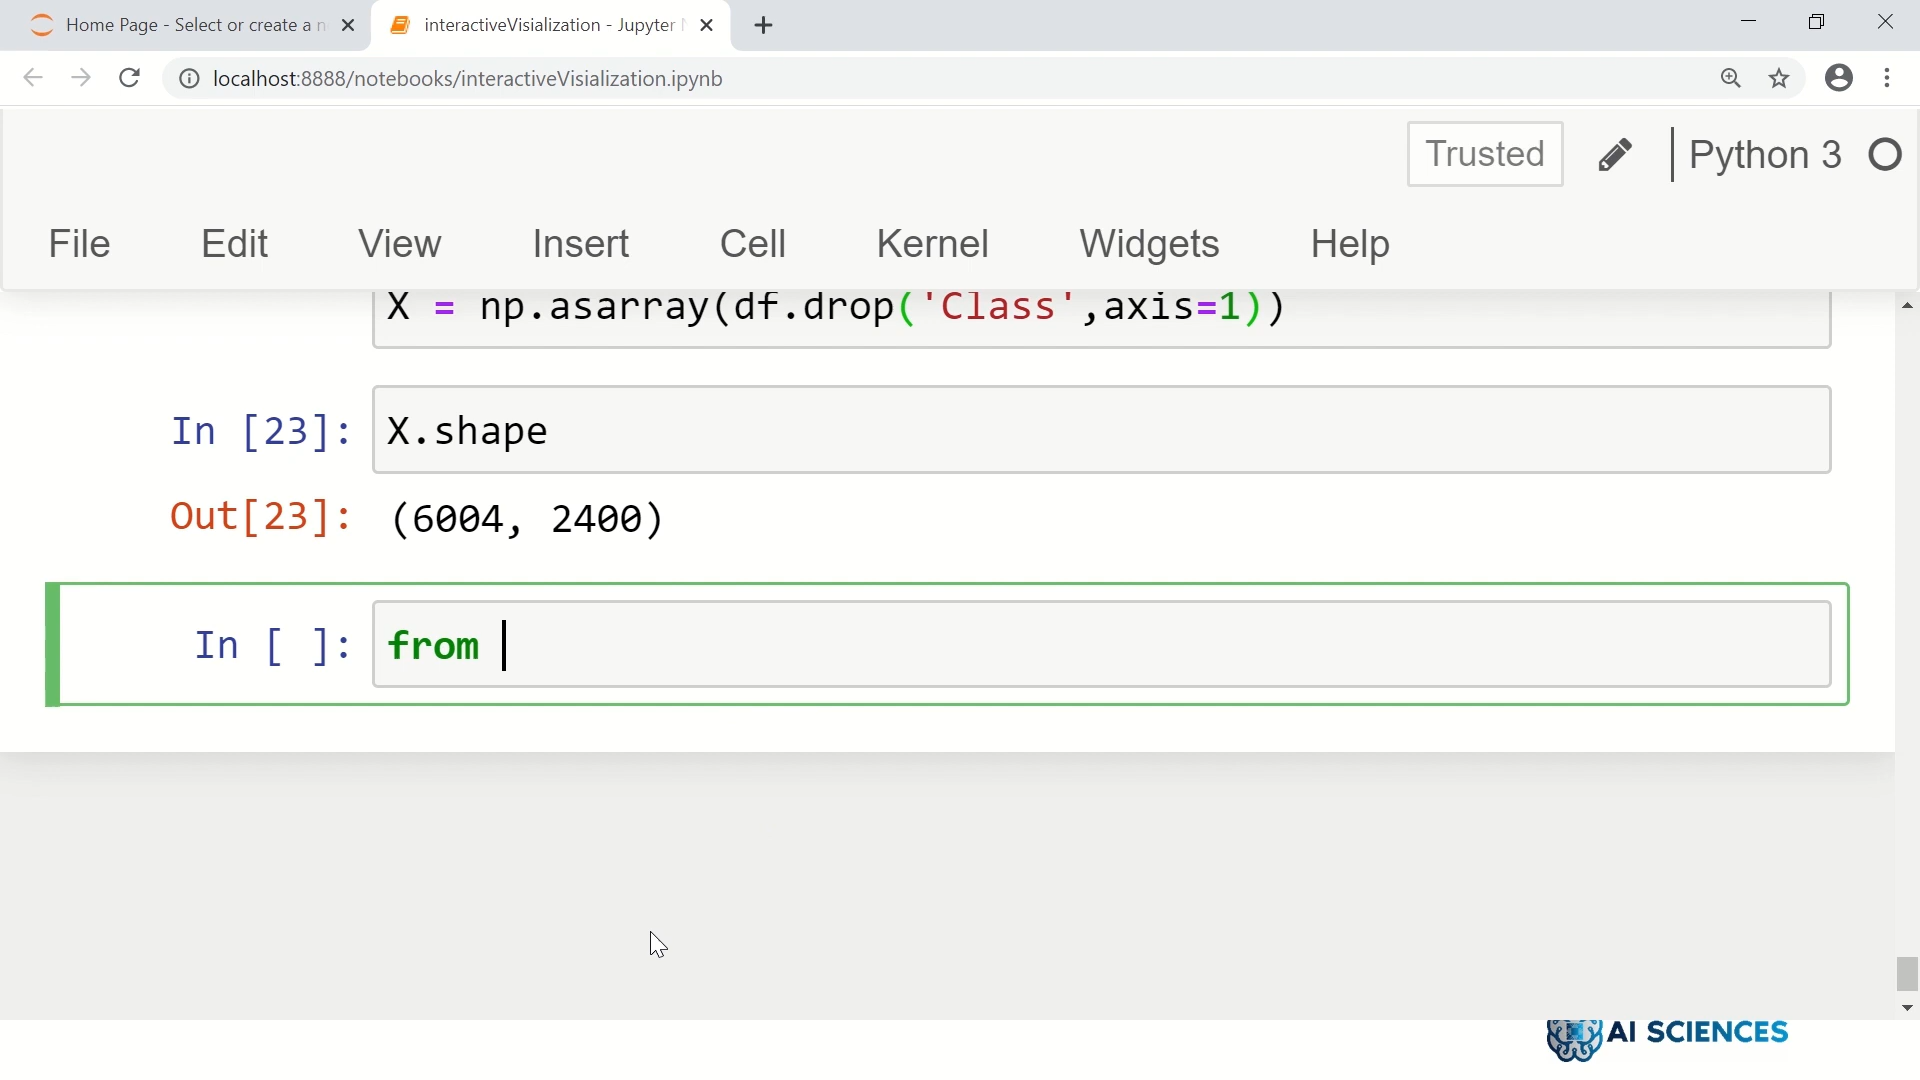 Home Page - Select or create a n
interactiveVisialization - Jupyter
localhost:8888/notebooks/interactiveVisialization.ipynb
Trusted
Python 3
File Edit View Insert Cell Kernel Widgets Help
X = np.asarray(df.drop('Class',axis=1))
In [23]: X.shape
Out[23]: (6004, 2400)
In [ ]: from
AI SCIENCES